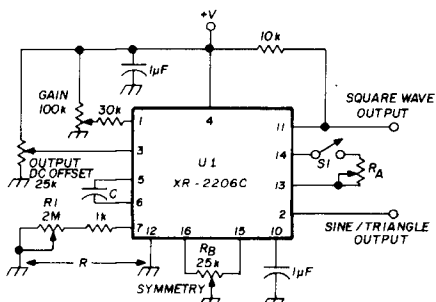 +V
10k
1µF
GAIN
100k
30k
1
4
11
SQUARE WAVE
OUTPUT
3
U1
XR-2206C
14
S1
RA
OUTPUT
DC OFFSET
25k
5
C
6
13
R1
2M
1k
7
12
16
15
10
2
SINE/TRIANGLE
OUTPUT
R
RB
25k
1µF
SYMMETRY